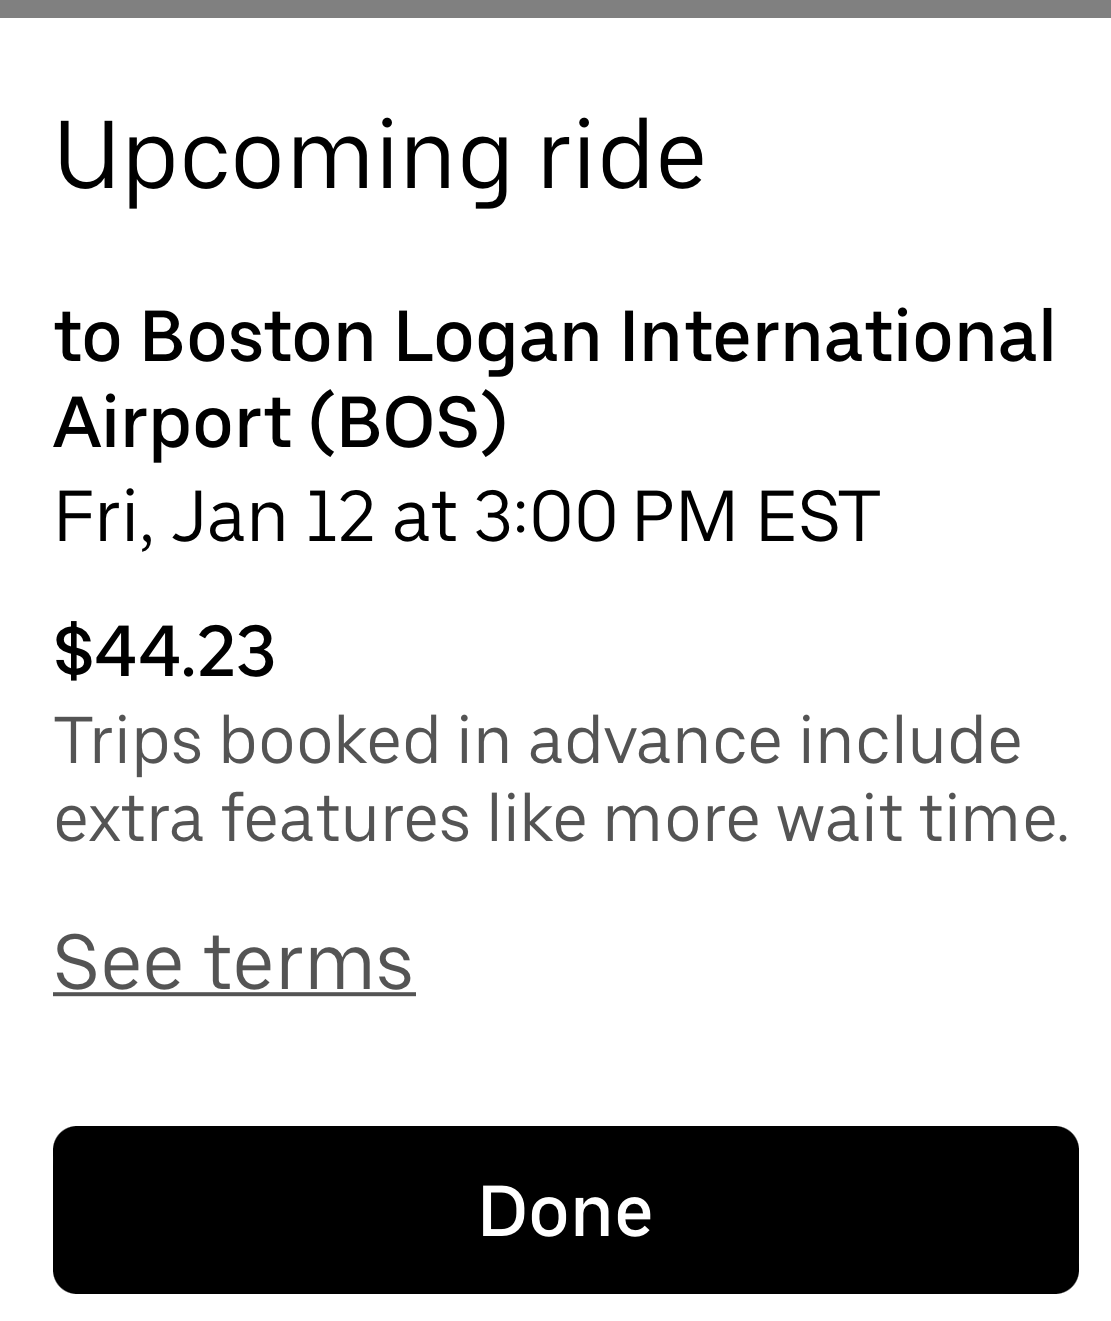 Upcoming ride
to Boston Logan International
Airport (BOS)
Fri, Jan 12 at 3:00 PM EST
$44.23
Trips booked in advance include
extra features like more wait time.
See terms
Done